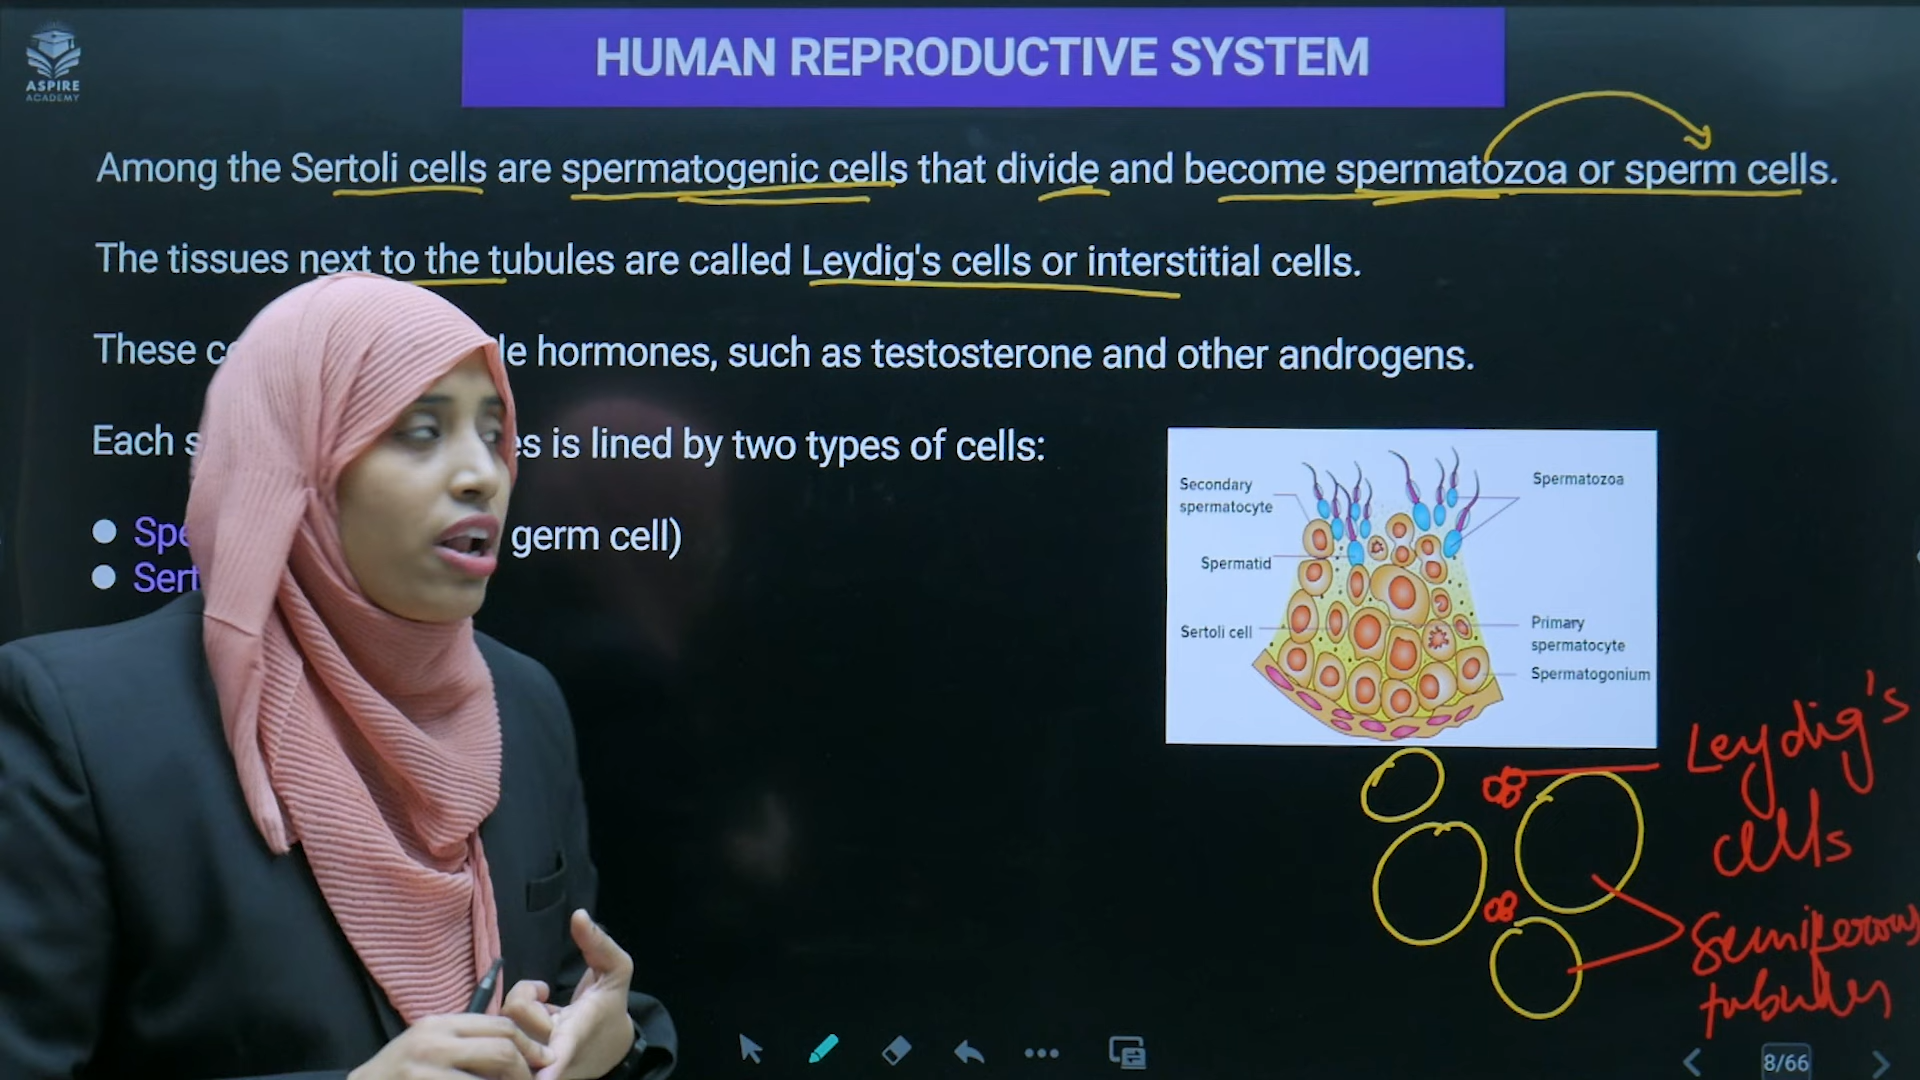 ASPIRE
ACADEMY
HUMAN REPRODUCTIVE SYSTEM
Among the Sertoli cells are spermatogenic cells that divide and become spermatozoa or sperm cells.
The tissues next to the tubules are called Leydig's cells or interstitial cells.
These hormones, such as testosterone and other androgens.
Each is lined by two types of cells:
germ cell)
Secondary
spermatocyte
Spermatozoa
Spermatid
Sertoli cell
Primary
spermatocyte
Spermatogonium
Leydig's
cells
Semiferous
tubules
8/66